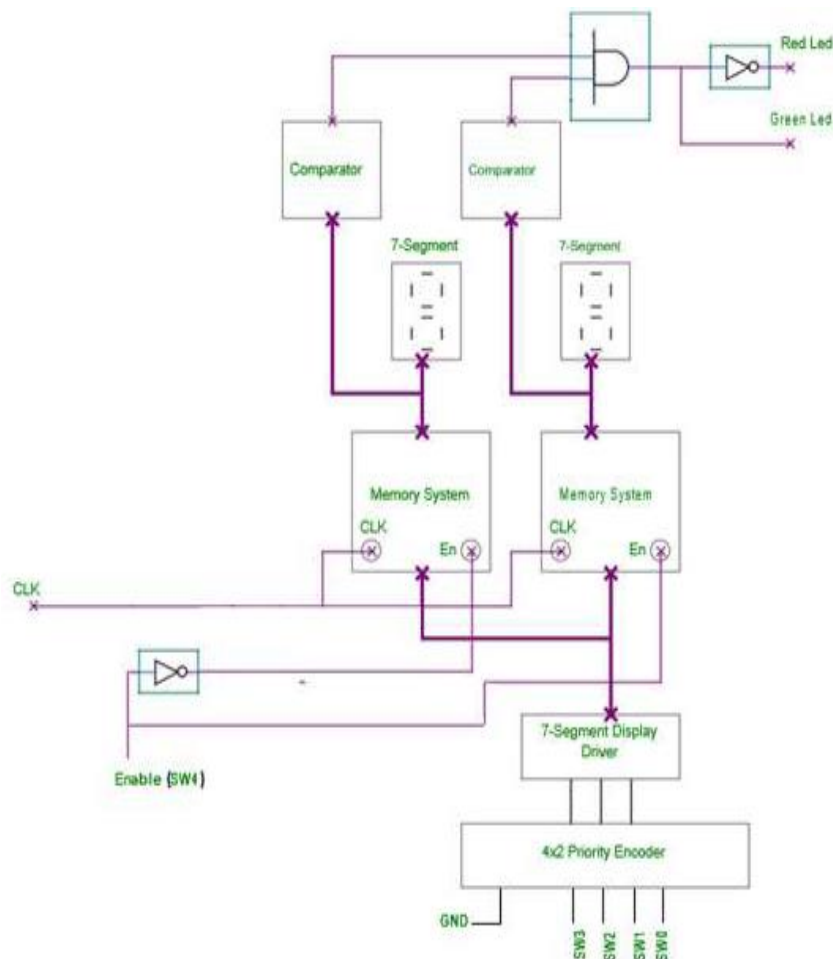 Red Led
Green Led
Comparator
Comparator
7-Segment
7-Segment
Memory System
Memory System
CLK
En
CLK
En
CLK
7-Segment Display
Driver
Enable (SW4)
4x2 Priority Encoder
GND
SW3
SW2
SW1
SW0